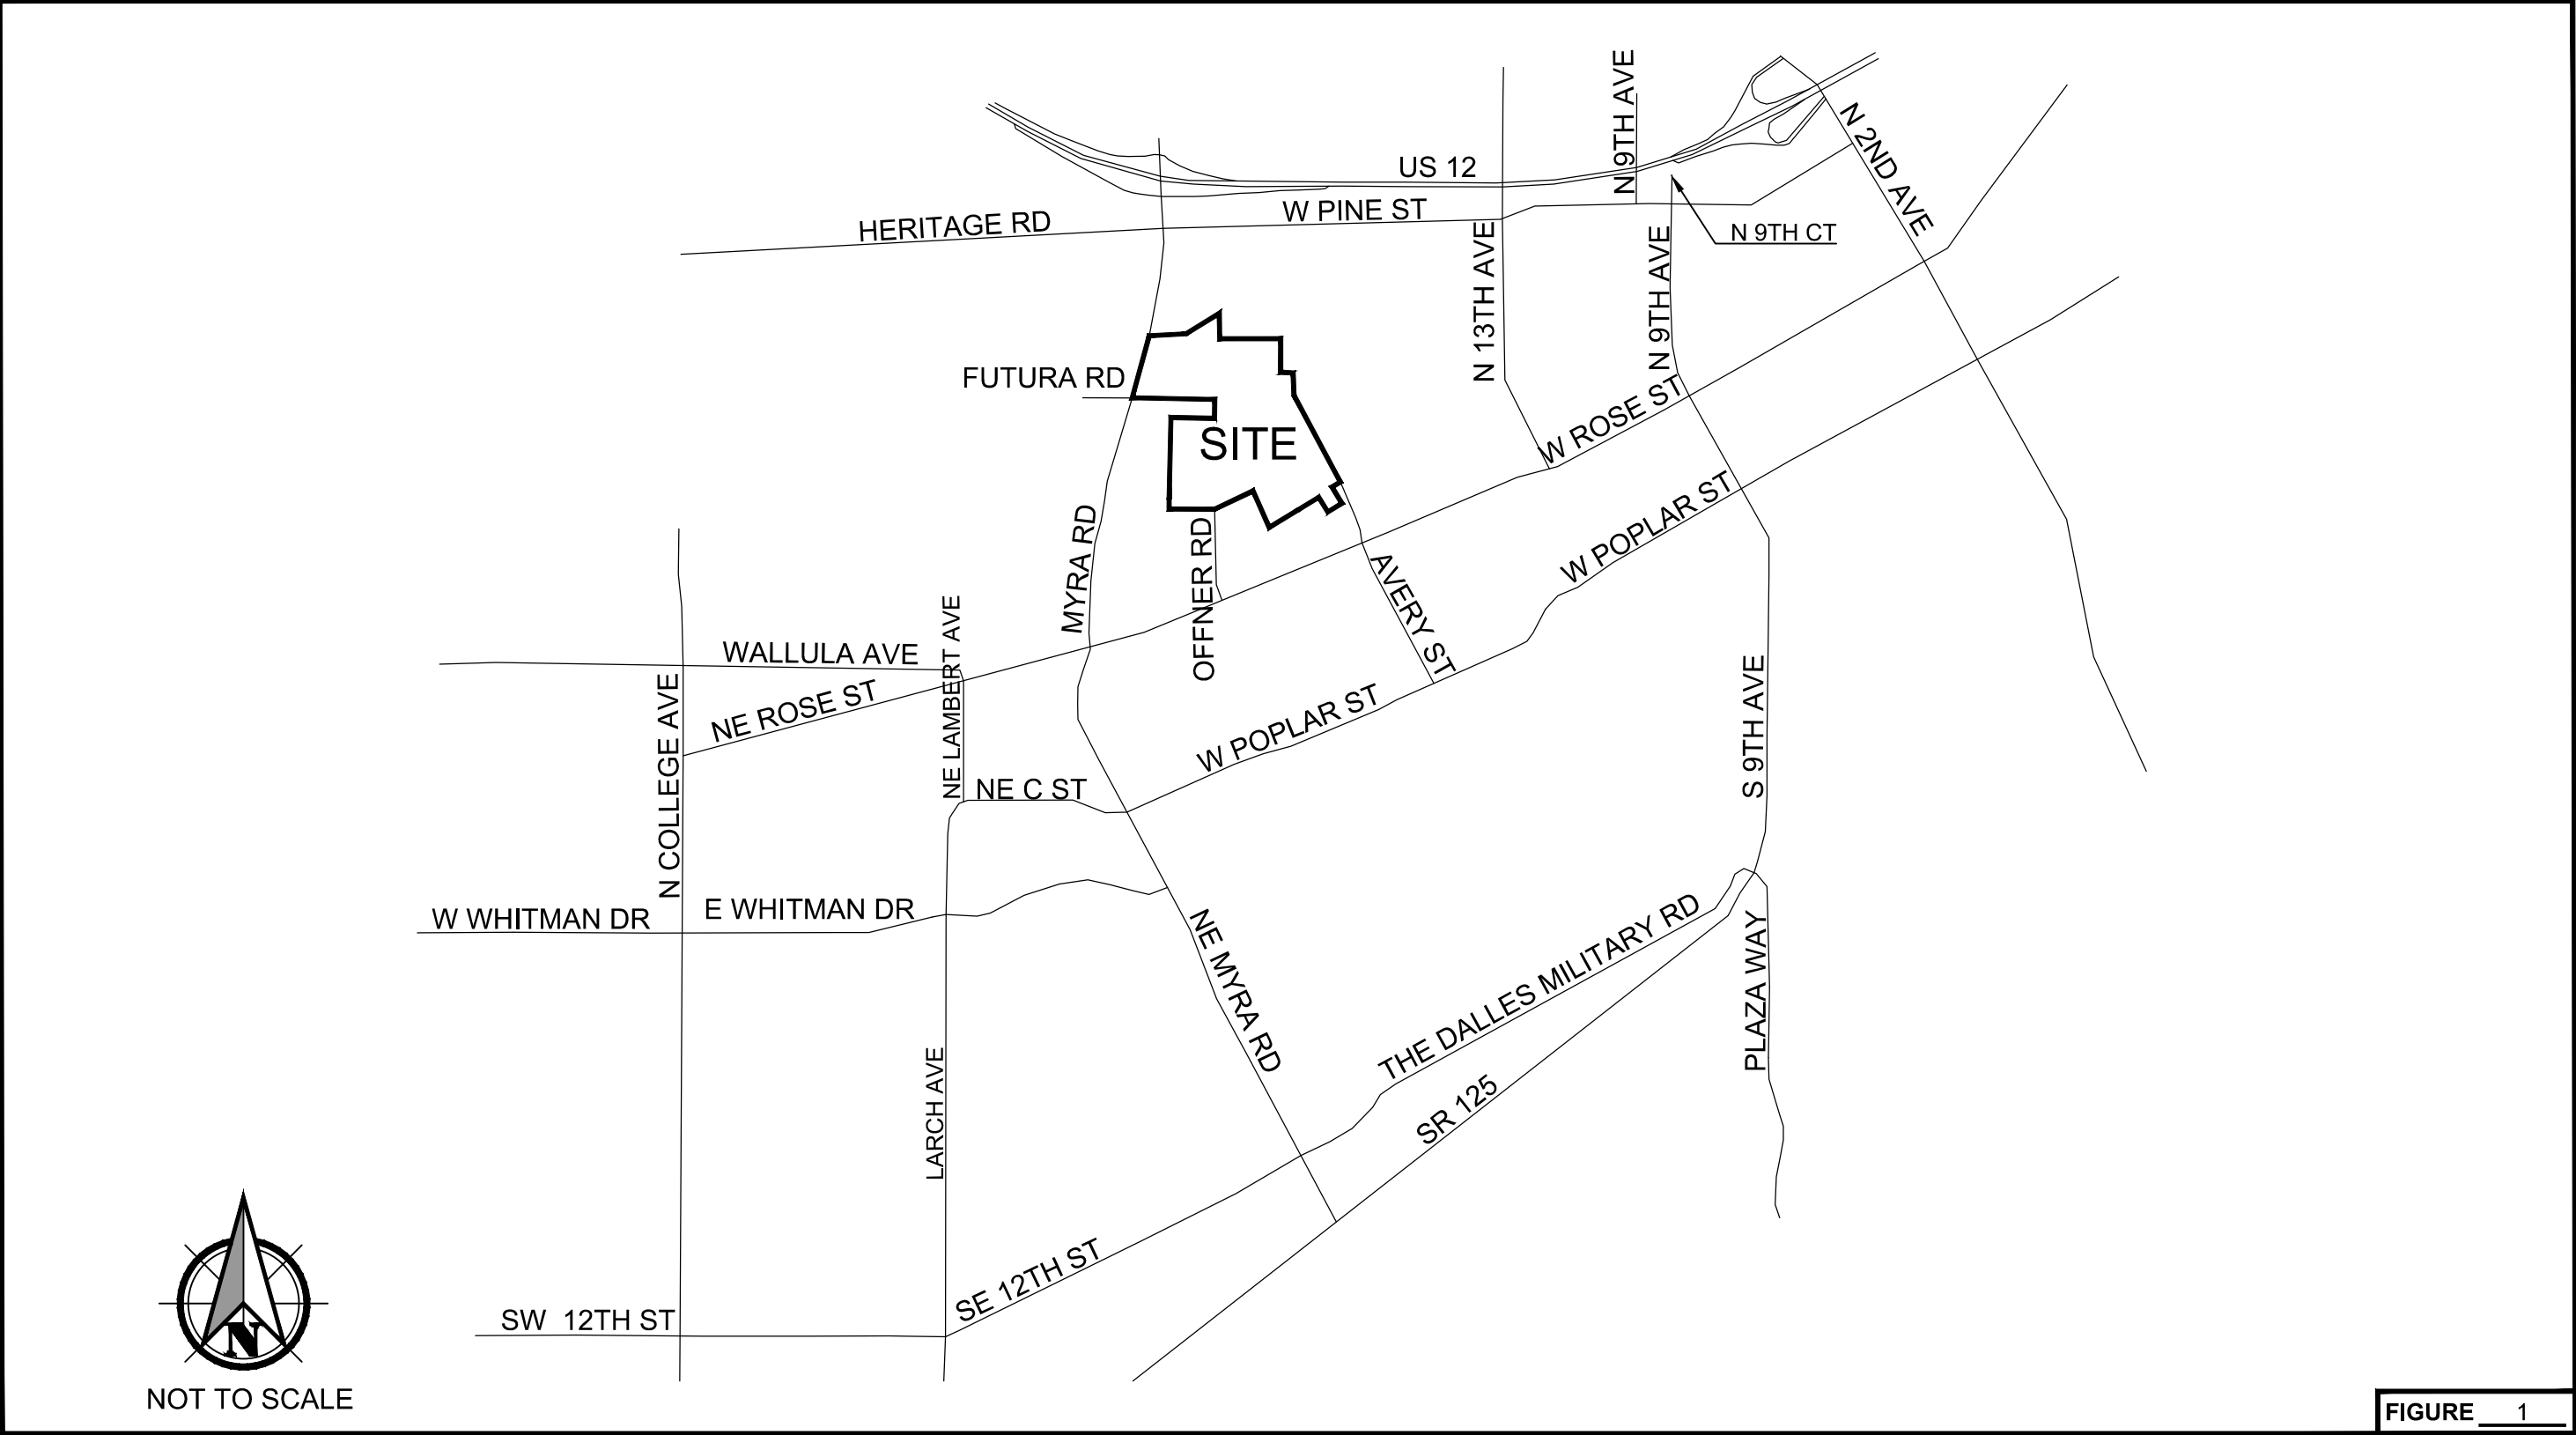 N 9TH AVE
N 2ND AVE
US 12
W PINE ST
HERITAGE RD
N 9TH CT
N 13TH AVE
N 9TH AVE
FUTURA RD
SITE
W ROSE ST
W POPLAR ST
MYRA RD
OFFNER RD
AVERY ST
WALLULA AVE
NE LAMBERT AVE
NE ROSE ST
N COLLEGE AVE
W POPLAR ST
S 9TH AVE
NE C ST
W WHITMAN DR
E WHITMAN DR
NE MYRA RD
THE DALLES MILITARY RD
PLAZA WAY
LARCH AVE
SR 125
SE 12TH ST
SW 12TH ST
N
NOT TO SCALE
FIGURE 1